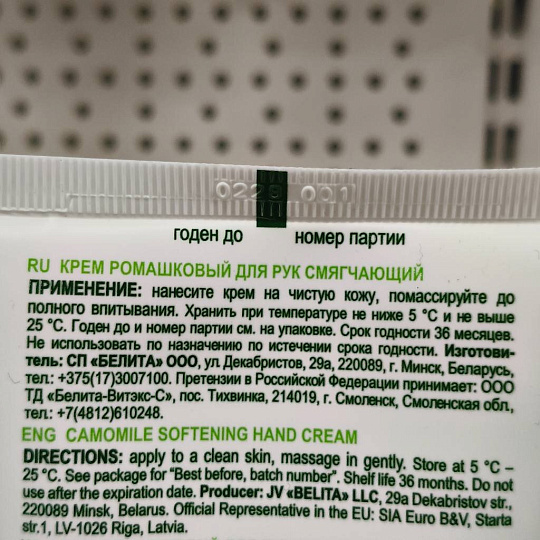 0228 001
годен до номер партии
RU КРЕМ РОМАШКОВЫЙ ДЛЯ РУК СМЯГЧАЮЩИЙ
ПРИМЕНЕНИЕ: нанесите крем на чистую кожу, помассируйте до
полного впитывания. Хранить при температуре не ниже 5 °C и не выше
25 °C. Годен до и номер партии см. на упаковке. Срок годности 36 месяцев.
Не использовать по назначению по истечении срока годности. Изготови-
тель: СП «БЕЛИТА» ООО, ул. Декабристов, 29а, 220089, г. Минск, Беларусь,
тел.: +375(17)3007100. Претензии в Российской Федерации принимает: ООО
ТД «Белита-Витэкс-С», пос. Тихвинка, 214019, г. Смоленск, Смоленская обл.,
тел.: +7(4812)610248.
ENG CAMOMILE SOFTENING HAND CREAM
DIRECTIONS: apply to a clean skin, massage in gently. Store at 5 °C –
25 °C. See package for "Best before, batch number". Shelf life 36 months. Do not
use after the expiration date. Producer: JV «BELITA» LLC, 29a Dekabristov str.,
220089 Minsk, Belarus. Official Representative in the EU: SIA Euro B&V, Starta
str.1, LV-1026 Riga, Latvia.